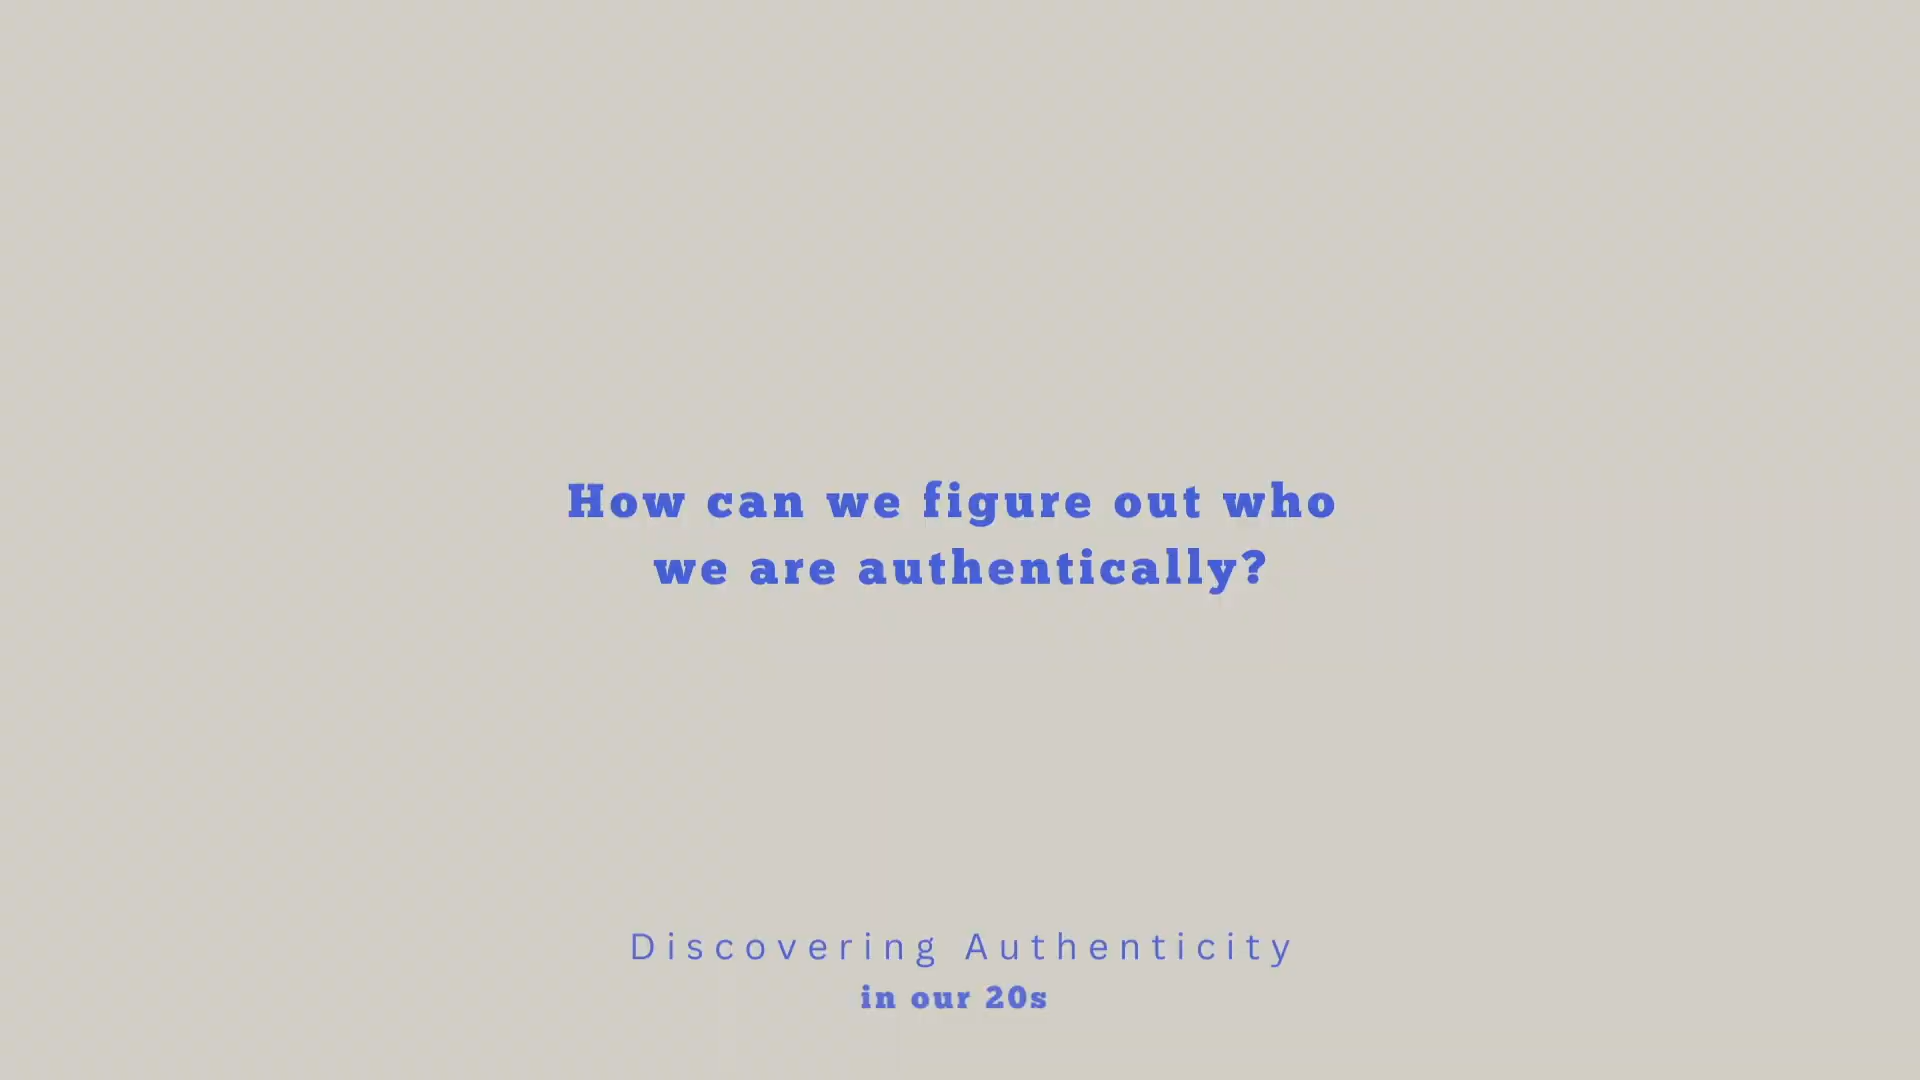 How can we figure out who
we are authentically?
Discovering Authenticity
in our 20s